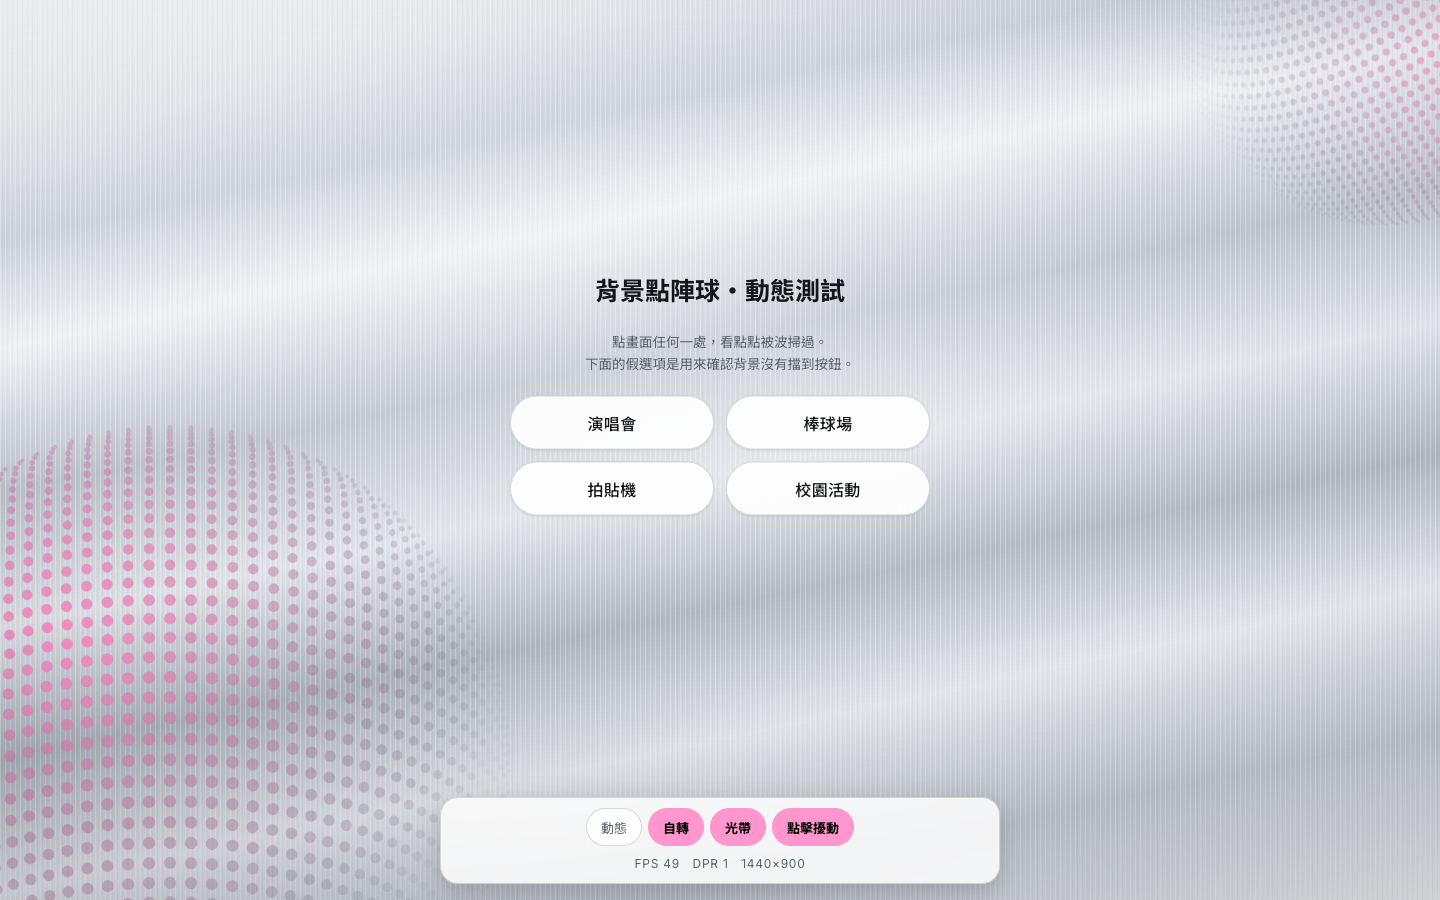 背景點陣球・動態測試
點畫面任何一處，看點點被波掃過。
下面的假選項是用來確認背景沒有擋到按鈕。
演唱會
棒球場
拍貼機
校園活動
動態 自轉 光帶 點擊擾動
FPS 49 DPR 1 1440×900